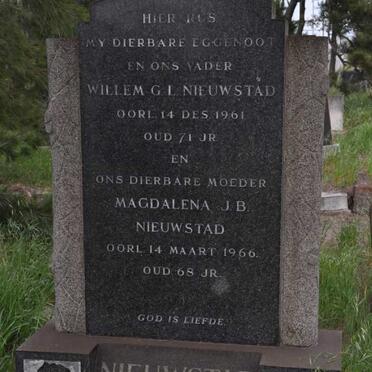 HIER RUS
MY DIERBARE EGGENOOT
EN ONS VADER
WILLEM G.L. NIEUWSTAD
OORL. 14 DES. 1961
OUD 71 JR.
EN
ONS DIERBARE MOEDER
MAGDALENA J.B.
NIEUWSTAD
OORL. 14 MAART 1966.
OUD 68 JR.
GOD IS LIEFDE.
NIEUWSTAD